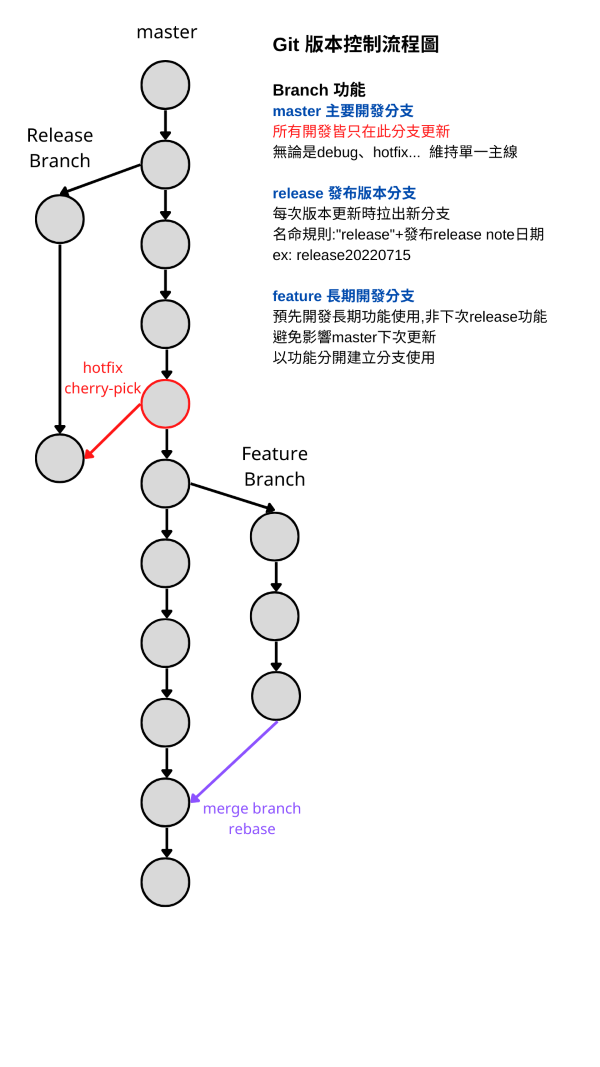 master
Git 版本控制流程圖
Branch 功能
master 主要開發分支
所有開發皆只在此分支更新
無論是debug、hotfix... 維持單一主線
Release
Branch
release 發布版本分支
每次版本更新時拉出新分支
名命規則:"release"+發布release note日期
ex: release20220715
feature 長期開發分支
預先開發長期功能使用,非下次release功能
避免影響master下次更新
以功能分開建立分支使用
hotfix
cherry-pick
Feature
Branch
merge branch
rebase